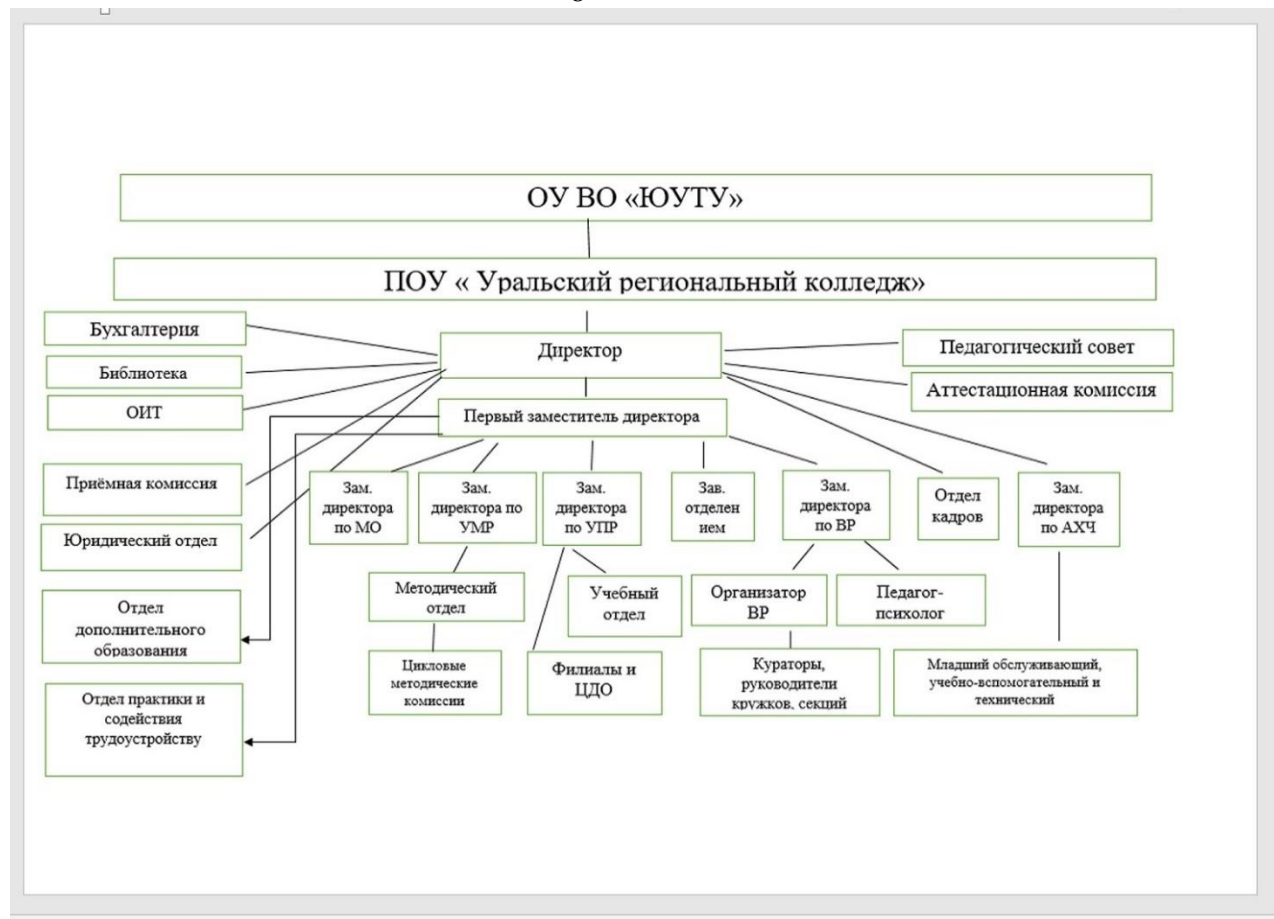 ОУ ВО «ЮУТУ»
ПОУ « Уральский региональный колледж»
Бухгалтерия
Библиотека
ОИТ
Приёмная комиссия
Юридический отдел
Отдел
дополнительного
образования
Отдел практики и
содействия
трудоустройству
Директор
Педагогический совет
Аттестационная комиссия
Первый заместитель директора
Зам.
директора
по МО
Зам.
директора по
УМР
Зам.
директора
по УПР
Зав.
отделен
ием
Зам.
директора
по ВР
Отдел
кадров
Зам.
директора
по АХЧ
Методический
отдел
Учебный
отдел
Организатор
ВР
Педагог-
психолог
Цикловые
методические
комиссии
Филиалы и
ЦДО
Кураторы,
руководители
кружков, секций
Младший обслуживающий,
учебно-вспомогательный и
технический